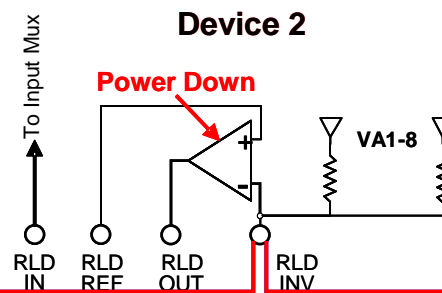 Device 2
Power Down
To Input Mux
+
-
VA1-8
RLD IN
RLD REF
RLD OUT
RLD INV